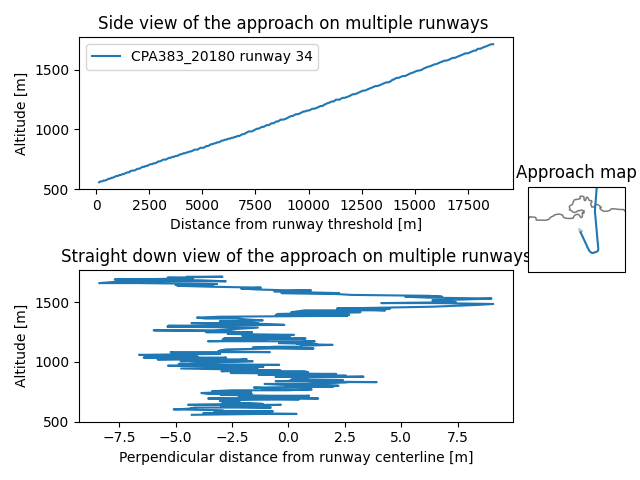 Side view of the approach on multiple runways
CPA383_20180 runway 34
Altitude [m]
1500
1000
500
0 2500 5000 7500 10000 12500 15000 17500
Distance from runway threshold [m]
Approach map
Straight down view of the approach on multiple runways
Altitude [m]
1500
1000
500
−7.5 −5.0 −2.5 0.0 2.5 5.0 7.5
Perpendicular distance from runway centerline [m]